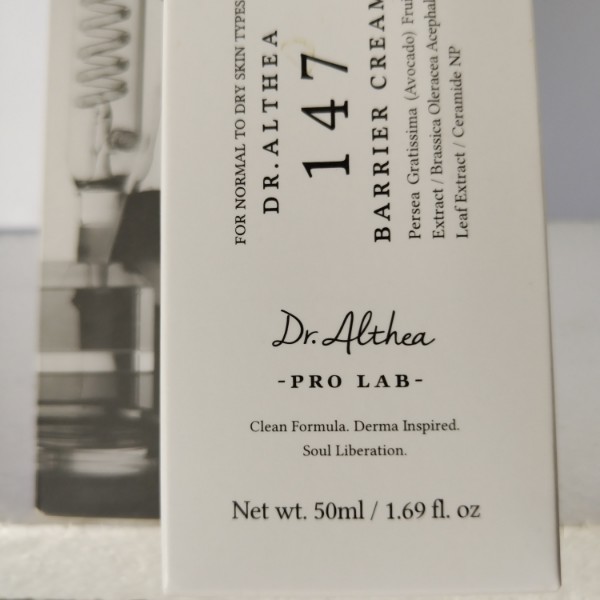 FOR NORMAL TO DRY SKIN TYPES
DR.ALTHEA
147
BARRIER CREAM
Persea Gratissima (Avocado)
Extract / Brassica Oleracea
Leaf Extract / Ceramide NP
Dr.Althea
-PRO LAB-
Clean Formula. Derma Inspired.
Soul Liberation.
Net wt. 50ml / 1.69 fl. oz